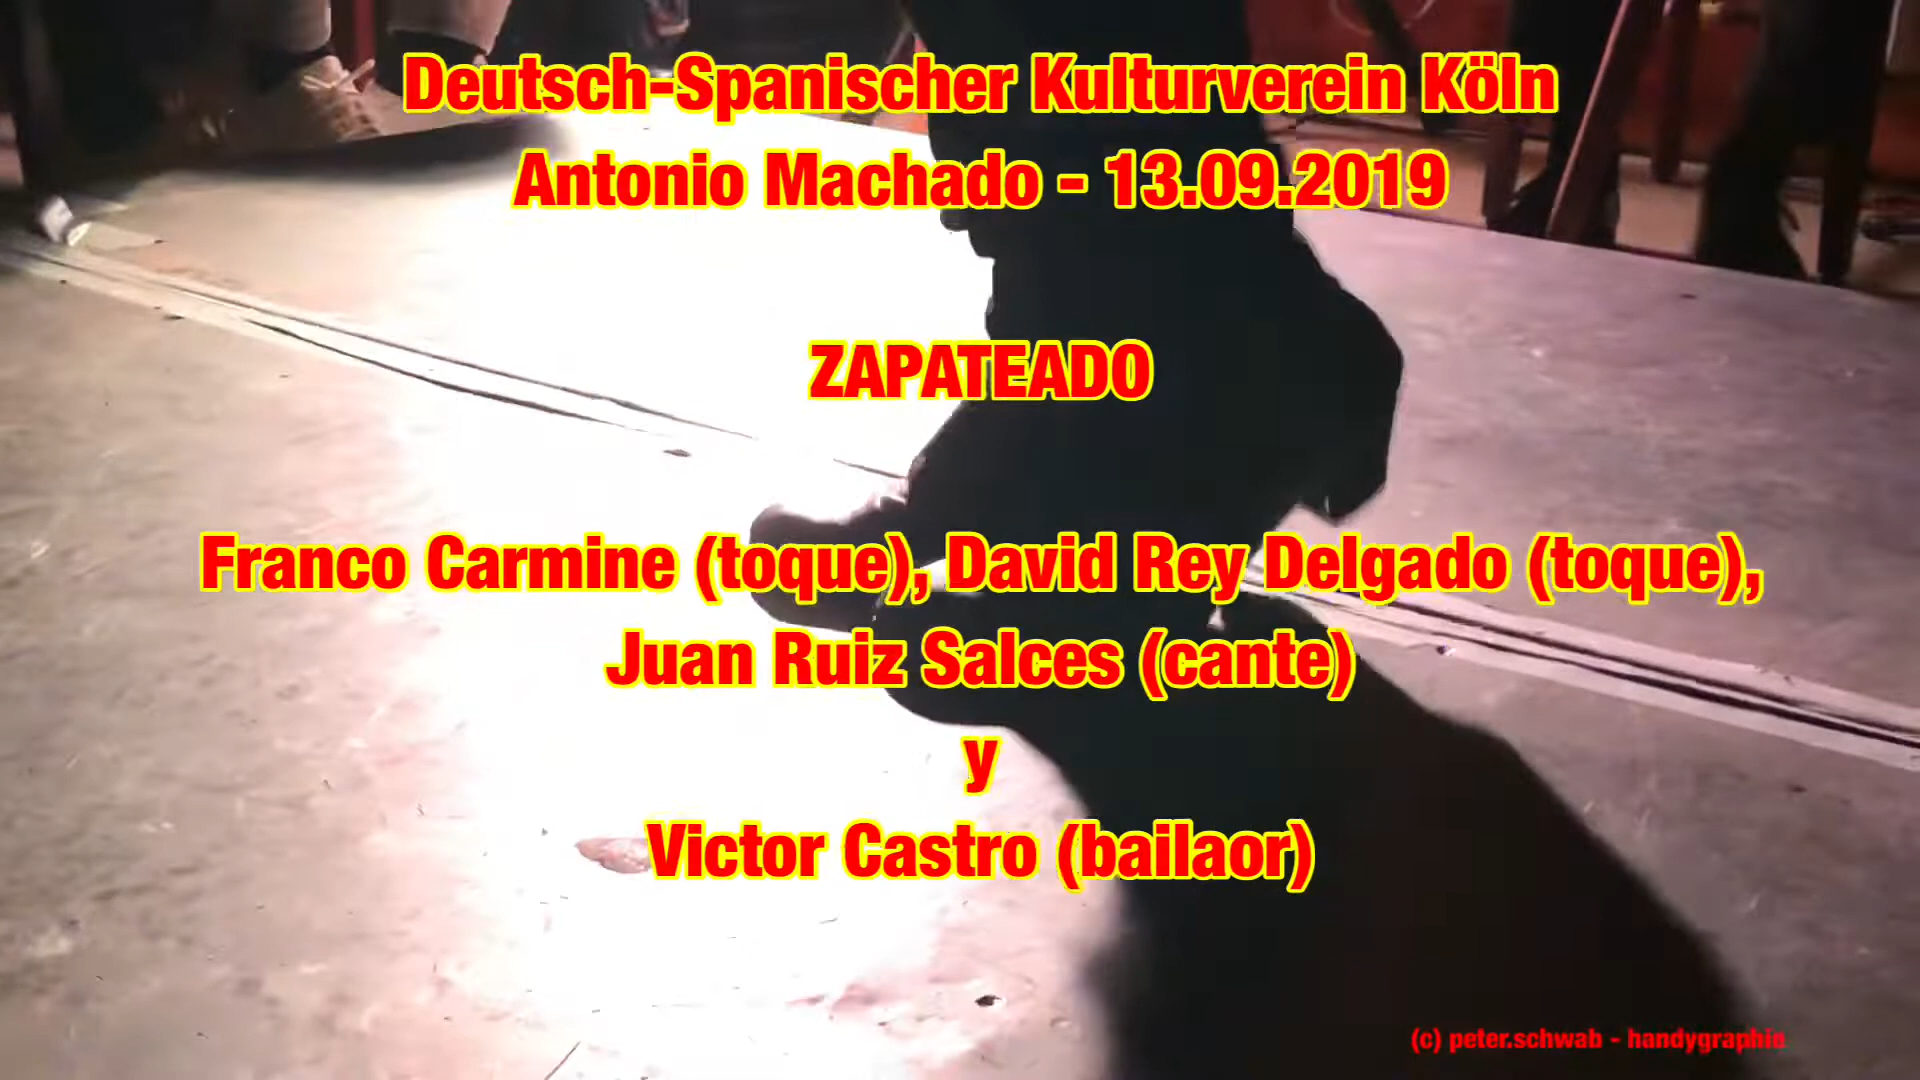 Deutsch-Spanischer Kulturverein Köln
Antonio Machado - 13.09.2019
ZAPATEADO
Franco Carmine (toque), David Rey Delgado (toque),
Juan Ruiz Salces (cante)
y
Victor Castro (bailaor)
(c) peter.schwab - handygraphie